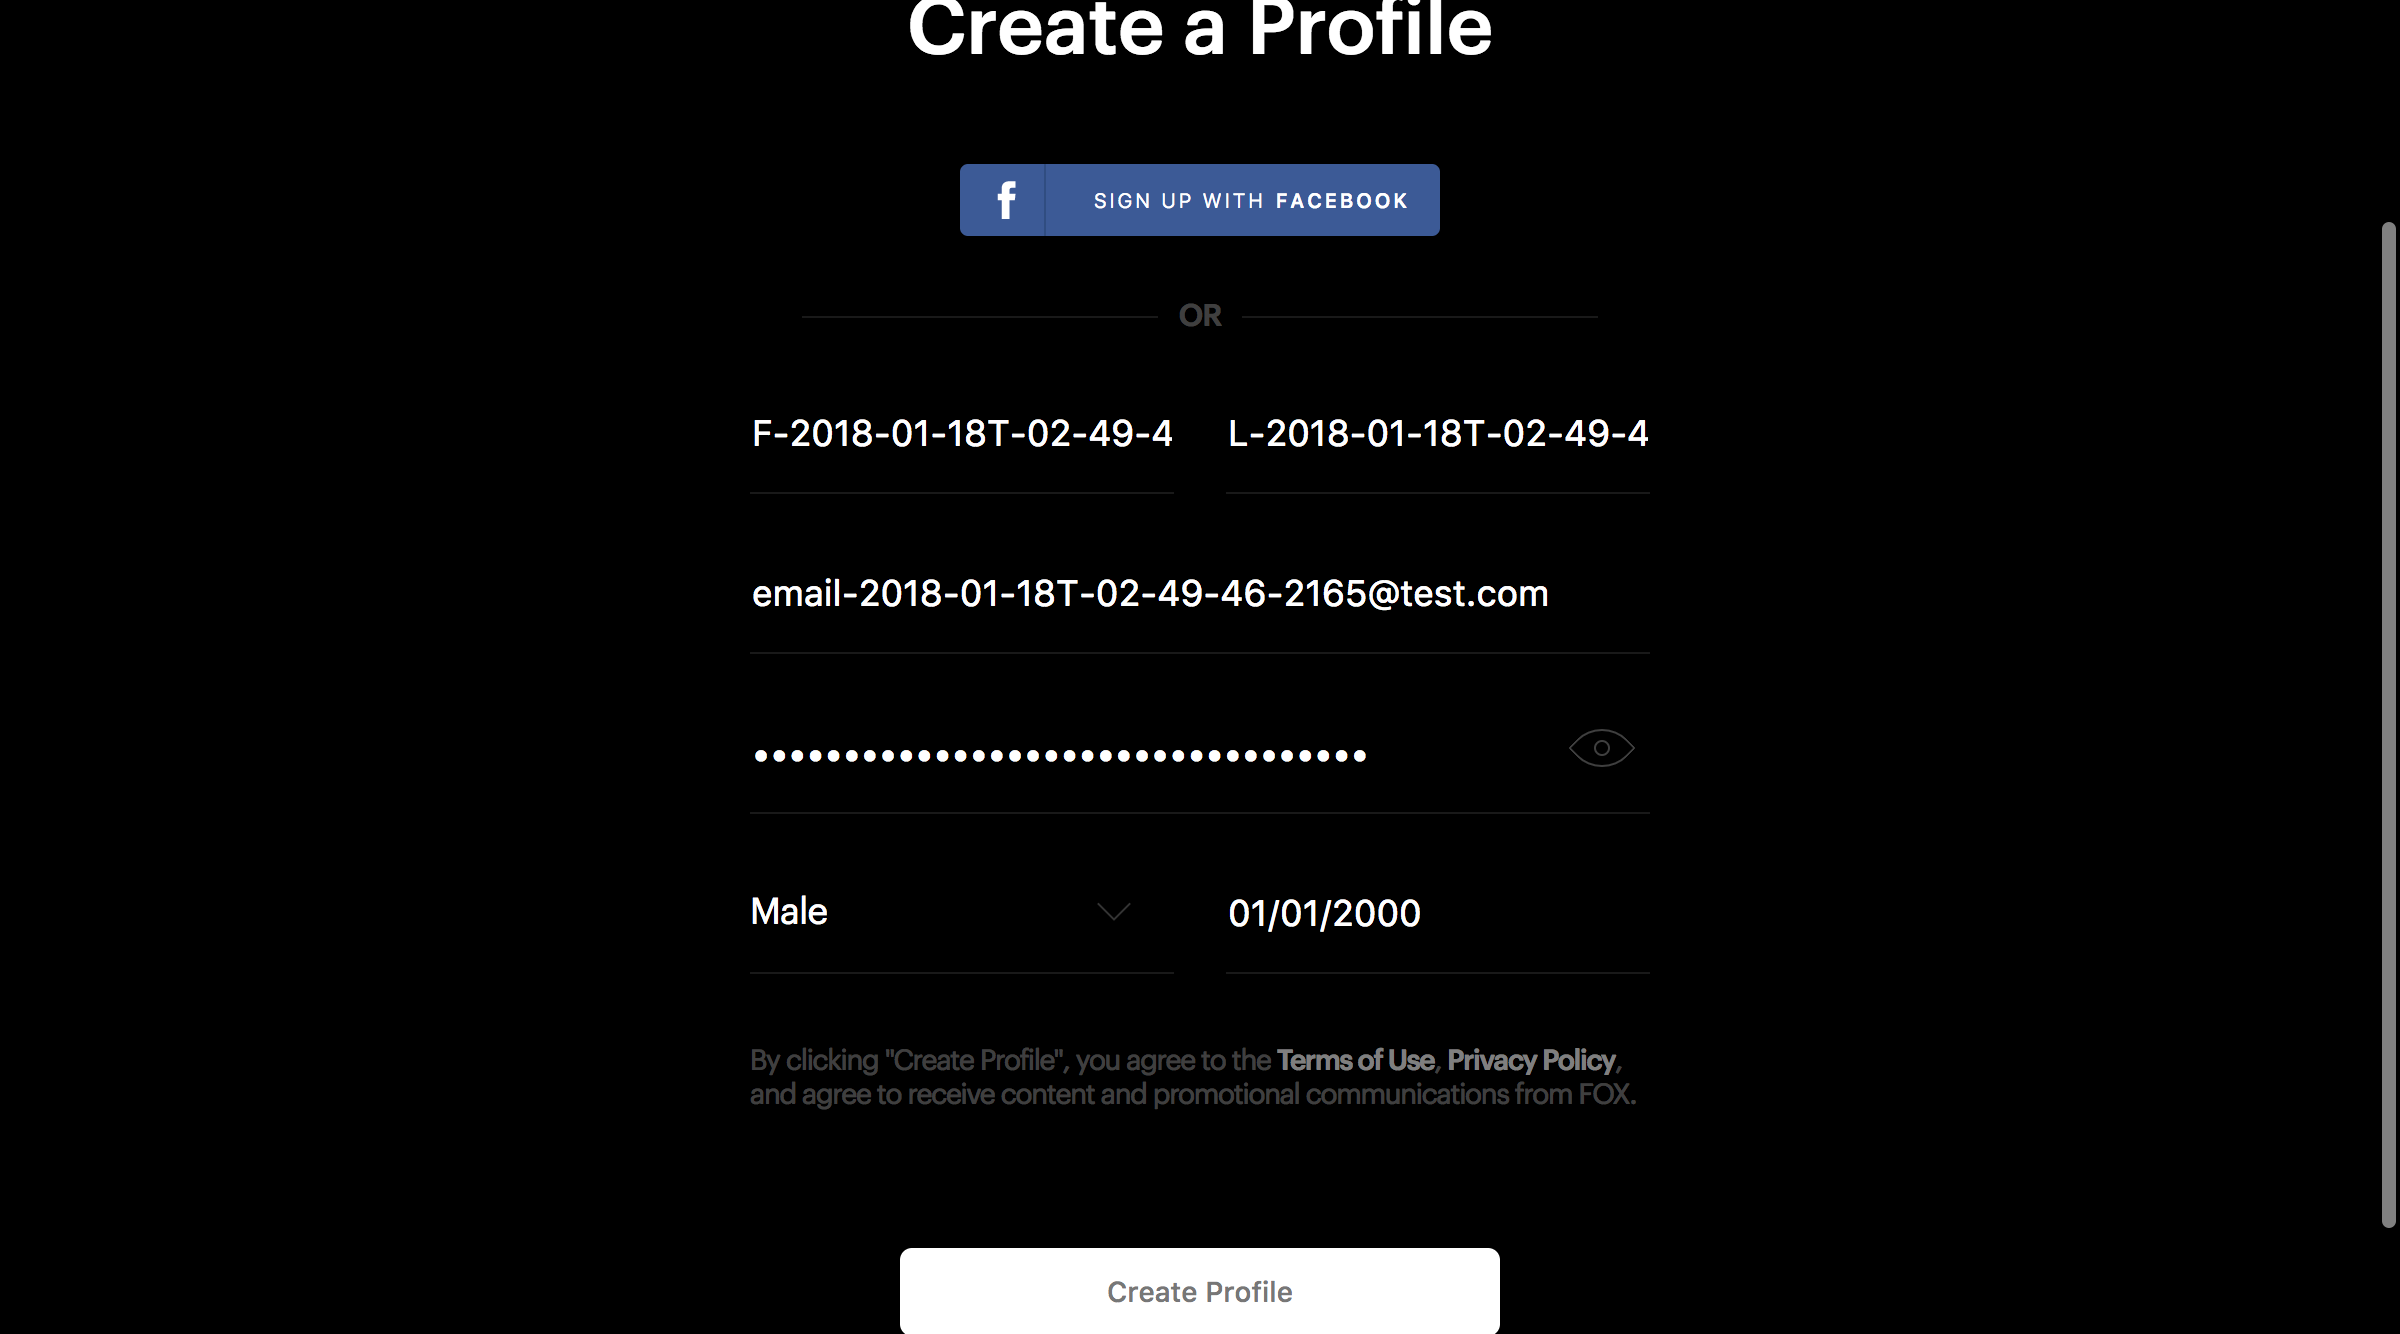 Create a Profile
f SIGN UP WITH FACEBOOK
OR
F-2018-01-18T-02-49-4 L-2018-01-18T-02-49-4
email-2018-01-18T-02-49-46-2165@test.com
••••••••••••••••••••••••••••••••••
Male 01/01/2000
By clicking "Create Profile", you agree to the Terms of Use, Privacy Policy,
and agree to receive content and promotional communications from FOX.
Create Profile